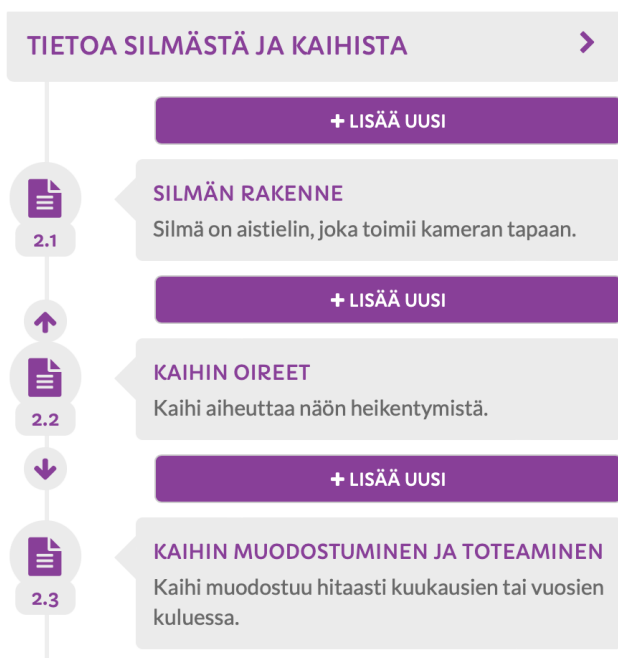 TIETOA SILMÄSTÄ JA KAIHISTA
+ LISÄÄ UUSI
SILMÄN RAKENNE
Silmä on aistielin, joka toimii kameran tapaan.
2.1
+ LISÄÄ UUSI
KAIHIN OIREET
Kaihi aiheuttaa näön heikentymistä.
2.2
+ LISÄÄ UUSI
KAIHIN MUODOSTUMINEN JA TOTEAMINEN
Kaihi muodostuu hitaasti kuukausien tai vuosien
kuluessa.
2.3